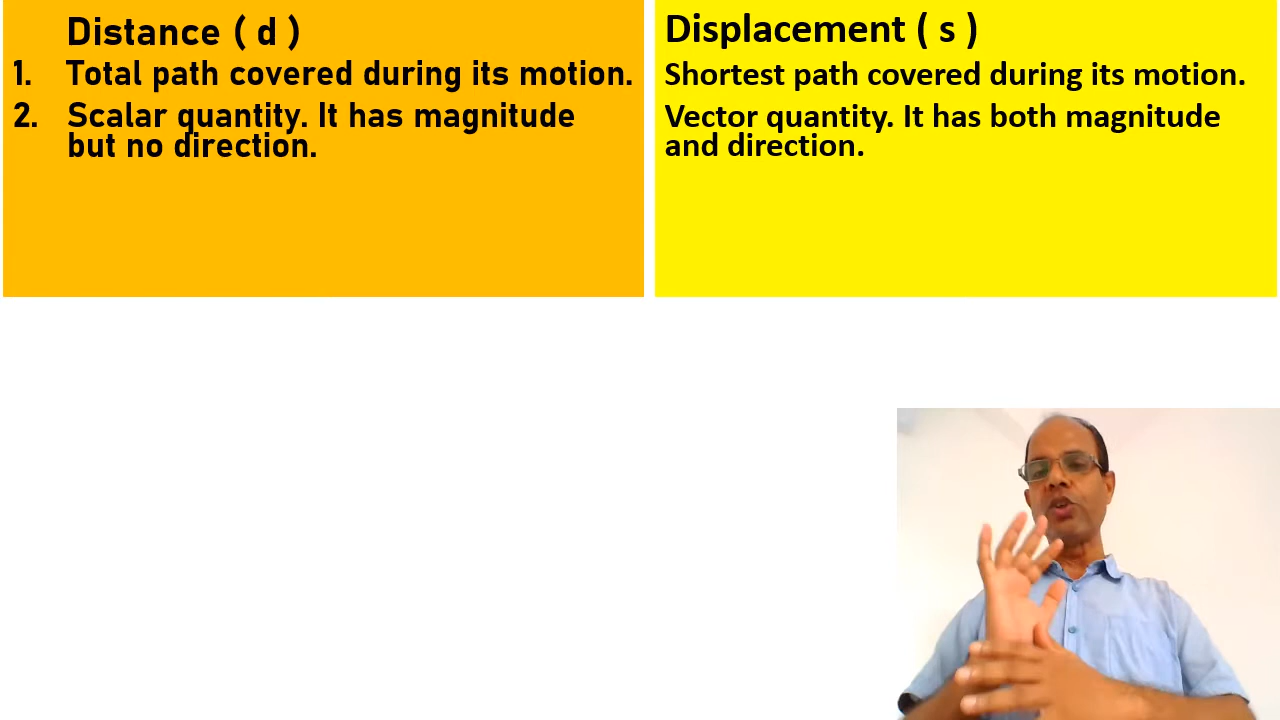 Distance ( d )
1. Total path covered during its motion.
2. Scalar quantity. It has magnitude
but no direction.
Displacement ( s )
Shortest path covered during its motion.
Vector quantity. It has both magnitude
and direction.